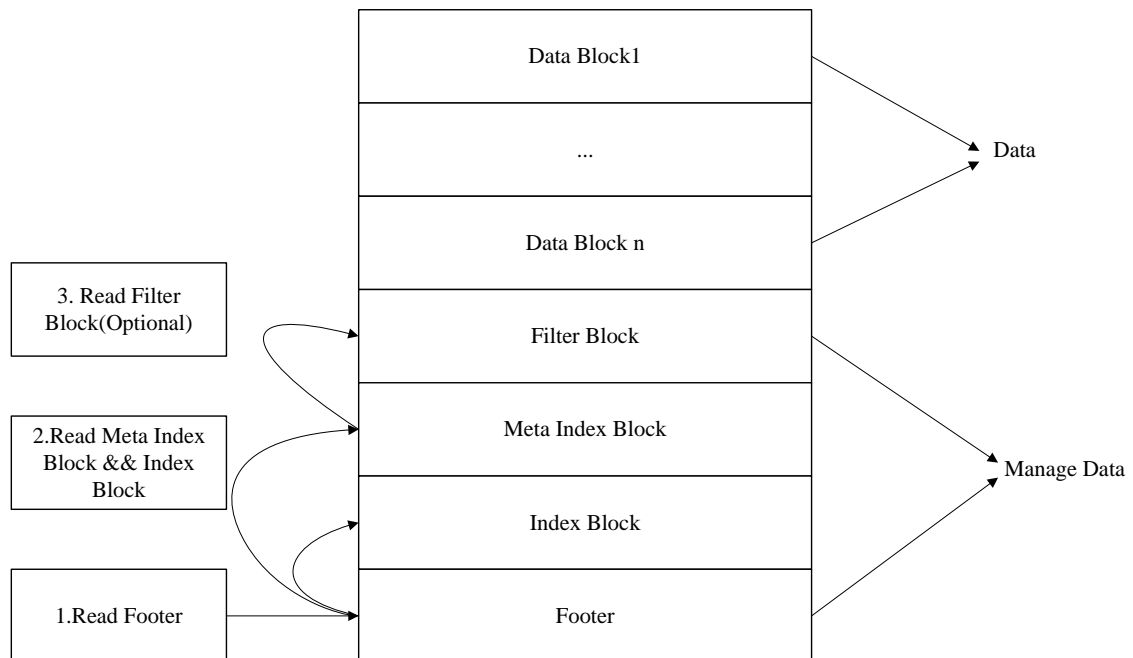 Data Block1
...
Data
Data Block n
3. Read Filter
Block(Optional)
Filter Block
2.Read Meta Index
Block && Index
Block
Meta Index Block
Manage Data
Index Block
1.Read Footer
Footer